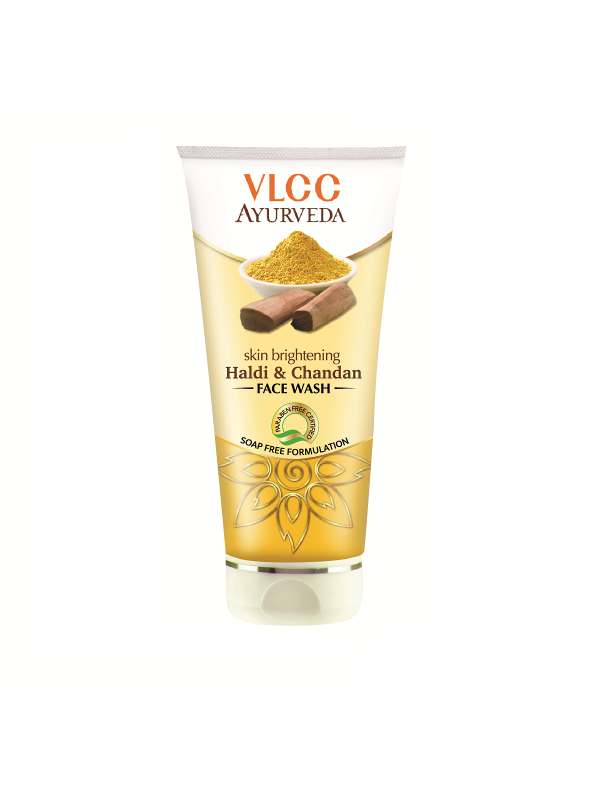 VLCC
AYURVEDA
skin brightening
Haldi & Chandan
FACE WASH
PARABEN FREE CERTIFIED
SOAP FREE FORMULATION